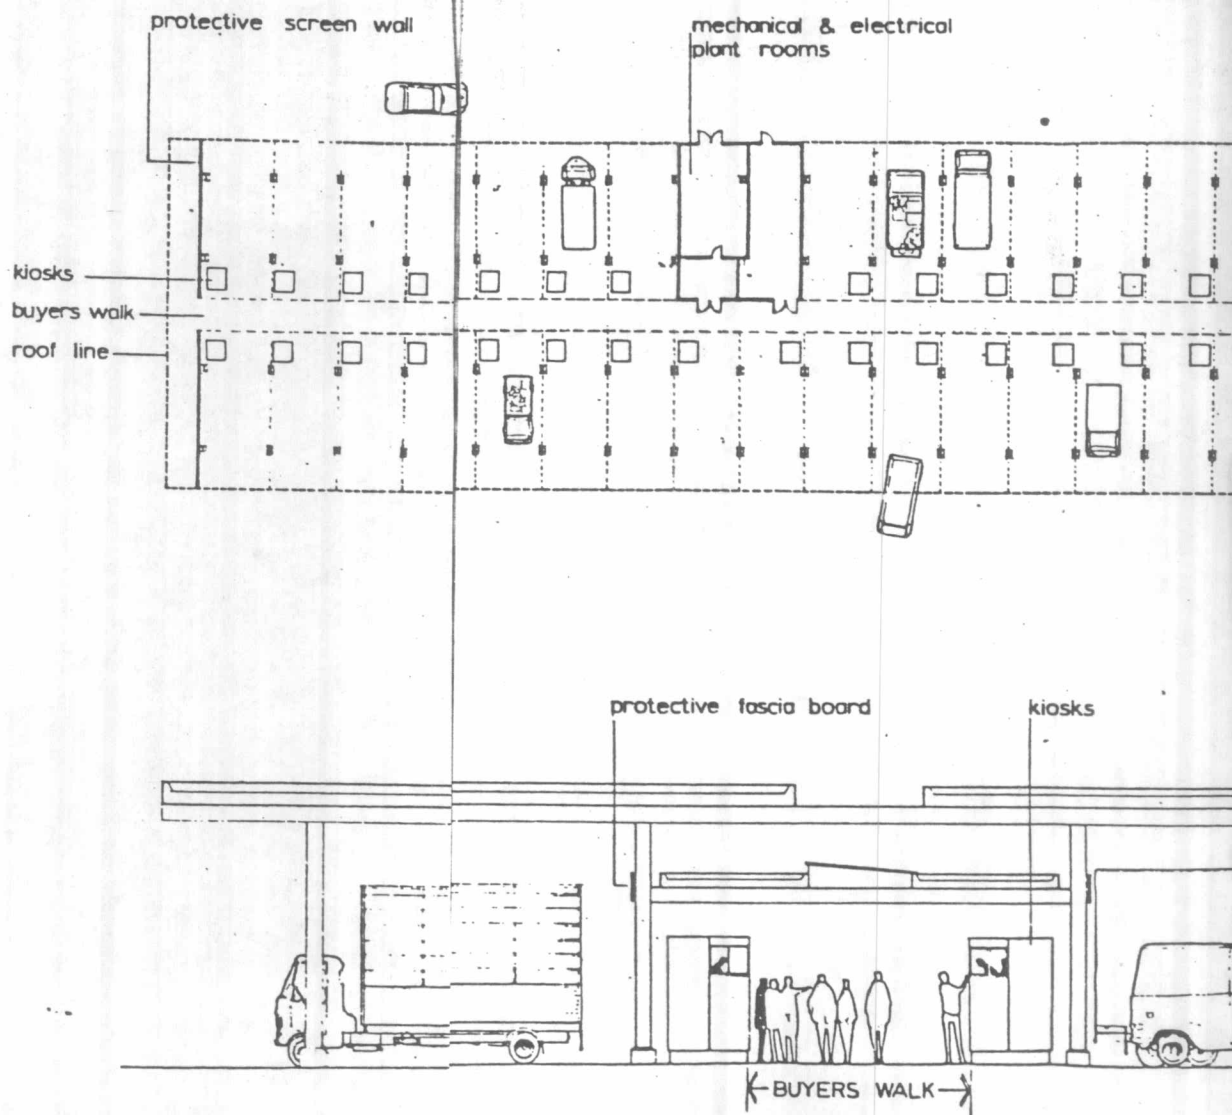 protective screen wall
mechanical & electrical
plant rooms
kiosks
buyers walk
roof line
protective fascia board
kiosks
BUYERS WALK